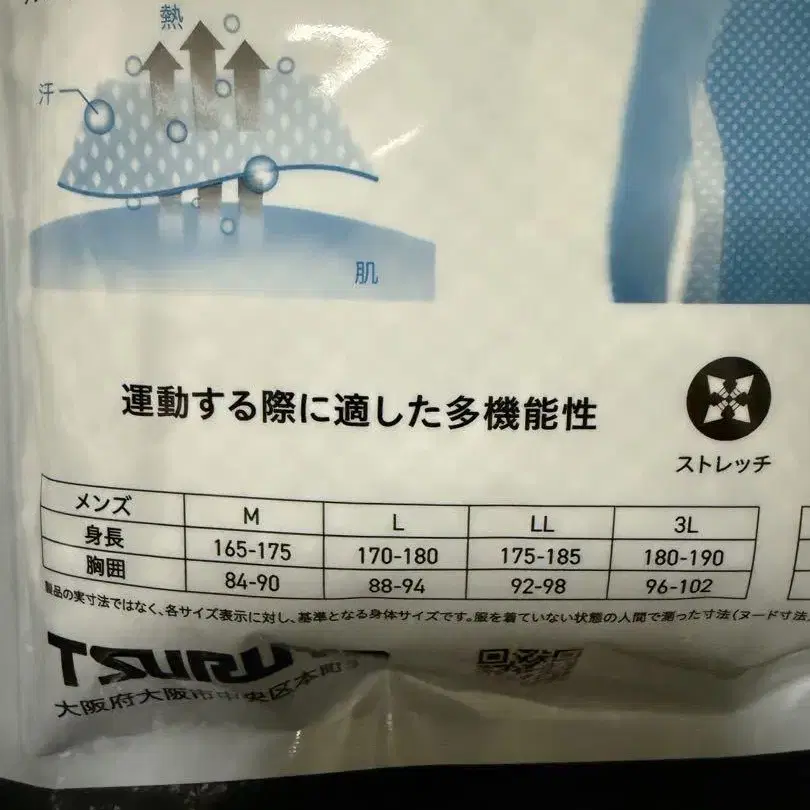 熱
汗
肌
運動する際に適した多機能性
ストレッチ
メンズ M L LL 3L
身長 165-175 170-180 175-185 180-190
胸囲 84-90 88-94 92-98 96-102
製品の実寸法ではなく、各サイズ表示に対し、基準となる身体サイズです。服を着ていない状態の人間で測った寸法(ヌード寸法
TSURUYA
大阪府大阪市中央区本町